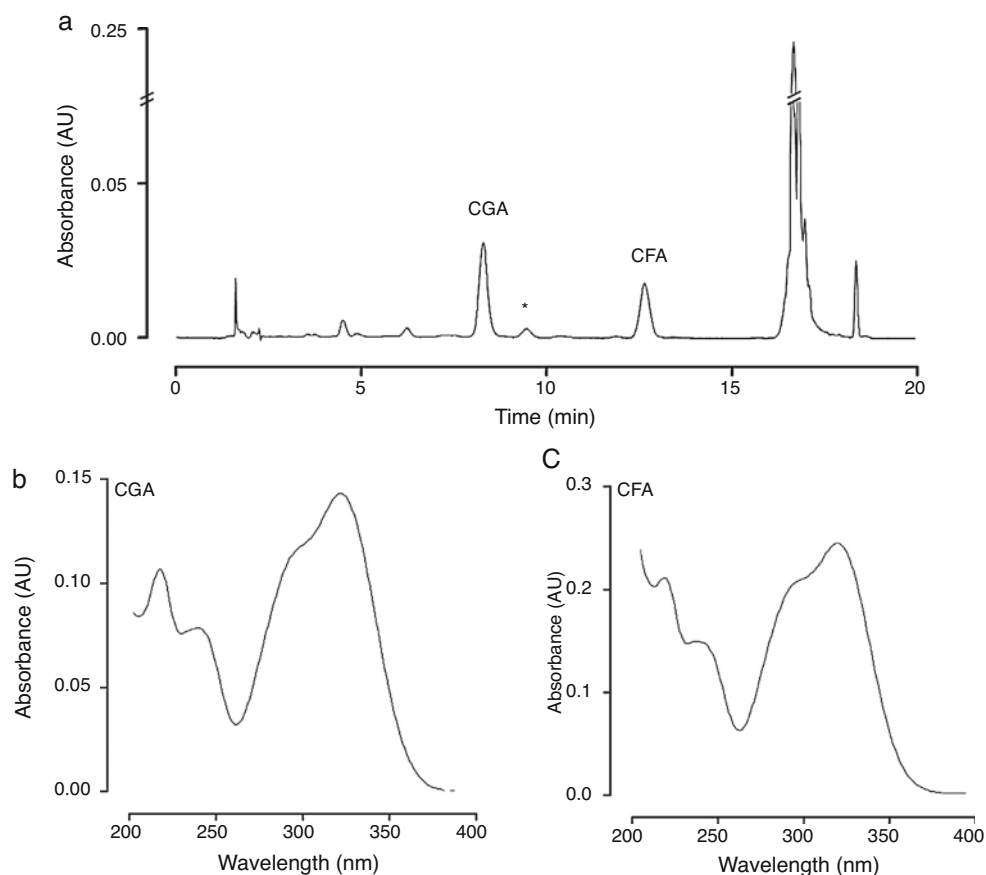 a
0.25
0.05
0.00
Absorbance (AU)
CGA
*
CFA
0 5 10 15 20
Time (min)
b
CGA
0.15
0.10
0.05
0.00
Absorbance (AU)
200 250 300 350 400
Wavelength (nm)
C
CFA
0.3
0.2
0.1
0.0
Absorbance (AU)
200 250 300 350 400
Wavelength (nm)